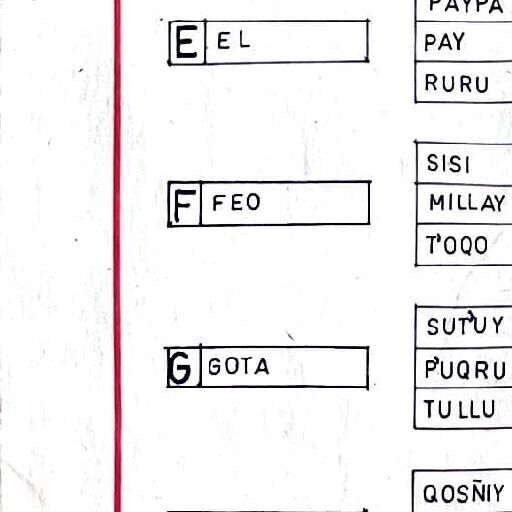 PAYPA
E EL
PAY
RURU
SISI
F FEO
MILLAY
T'OQO
SUT'UY
G GOTA
P'UQRU
TULLU
QOSÑIY